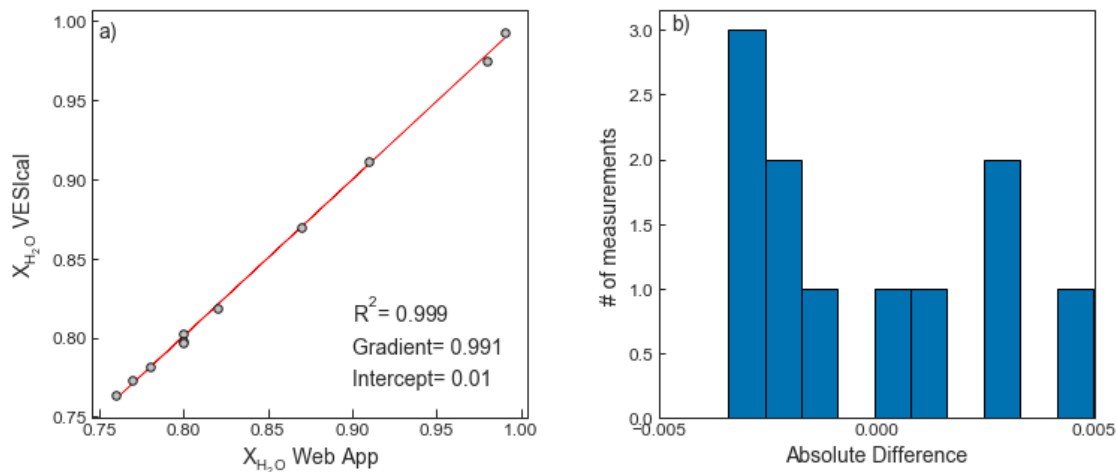 a)
1.00
0.95
0.90
0.85
0.80
0.75
X_H₂O VESIcal
R²= 0.999
Gradient= 0.991
Intercept= 0.01
0.75 0.80 0.85 0.90 0.95 1.00
X_H₂O Web App
b)
3.0
2.5
2.0
1.5
1.0
0.5
0.0
# of measurements
−0.005 0.000 0.005
Absolute Difference